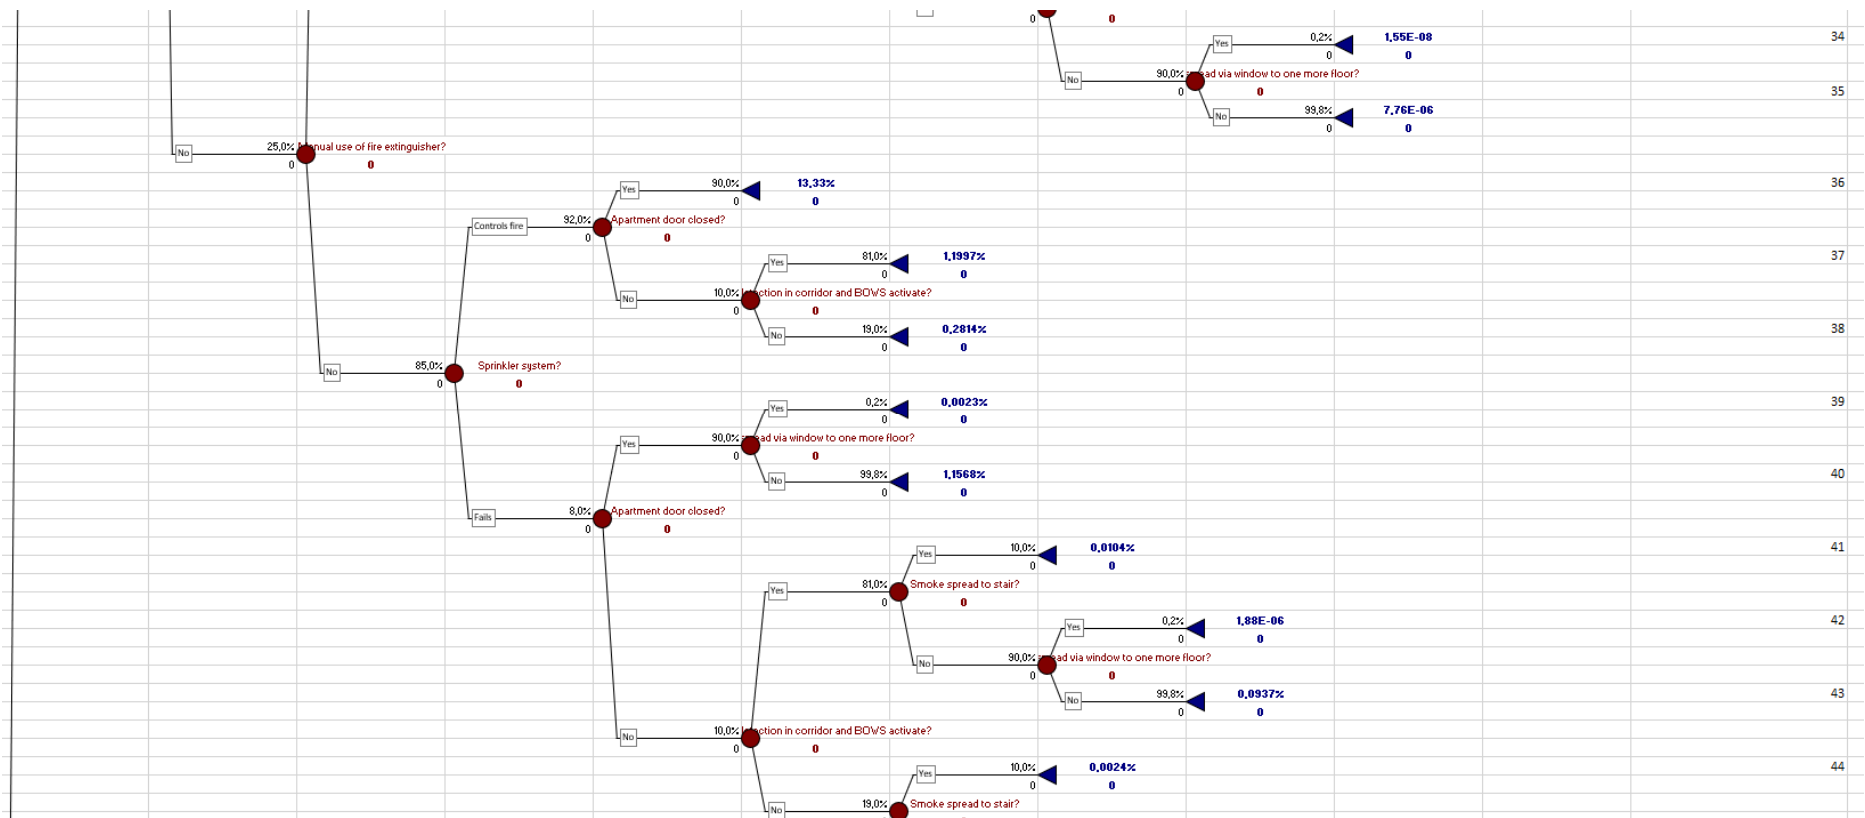 0 0
Yes 0,2% 1,55E-08 34
0 0
No 90,0% ead via window to one more floor?
0 0 35
No 99,8% 7,76E-06
0 0
No 25,0% nual use of fire extinguisher?
0 0
Yes 90,0% 13,33% 36
0 0
Controls fire 92,0% Apartment door closed?
0 0
Yes 81,0% 1,1997% 37
0 0
No 10,0% ction in corridor and BOWS activate?
0 0
No 19,0% 0,2814% 38
0 0
No 85,0% Sprinkler system?
0 0
Yes 0,2% 0,0023% 39
0 0
Yes 90,0% ead via window to one more floor?
0 0
No 99,8% 1,1568% 40
0 0
Fails 8,0% Apartment door closed?
0 0
Yes 10,0% 0,0104% 41
0 0
Yes 81,0% Smoke spread to stair?
0 0
Yes 0,2% 1,88E-06 42
0 0
No 90,0% ead via window to one more floor?
0 0
No 99,8% 0,0937% 43
0 0
No 10,0% ction in corridor and BOWS activate?
0 0
Yes 10,0% 0,0024% 44
0 0
No 19,0% Smoke spread to stair?